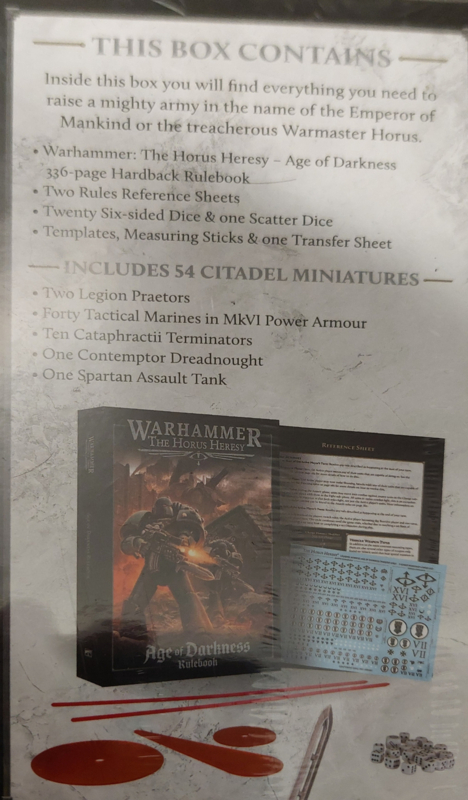 THIS BOX CONTAINS
Inside this box you will find everything you need to
raise a mighty army in the name of the Emperor of
Mankind or the treacherous Warmaster Horus.
• Warhammer: The Horus Heresy – Age of Darkness
336-page Hardback Rulebook
• Two Rules Reference Sheets
• Twenty Six-sided Dice & one Scatter Dice
• Templates, Measuring Sticks & one Transfer Sheet
INCLUDES 54 CITADEL MINIATURES
• Two Legion Praetors
• Forty Tactical Marines in MkVI Power Armour
• Ten Cataphractii Terminators
• One Contemptor Dreadnought
• One Spartan Assault Tank
WARHAMMER
THE HORUS HERESY
Age of Darkness
Rulebook
REFERENCE SHEET
XVI
VII
VII